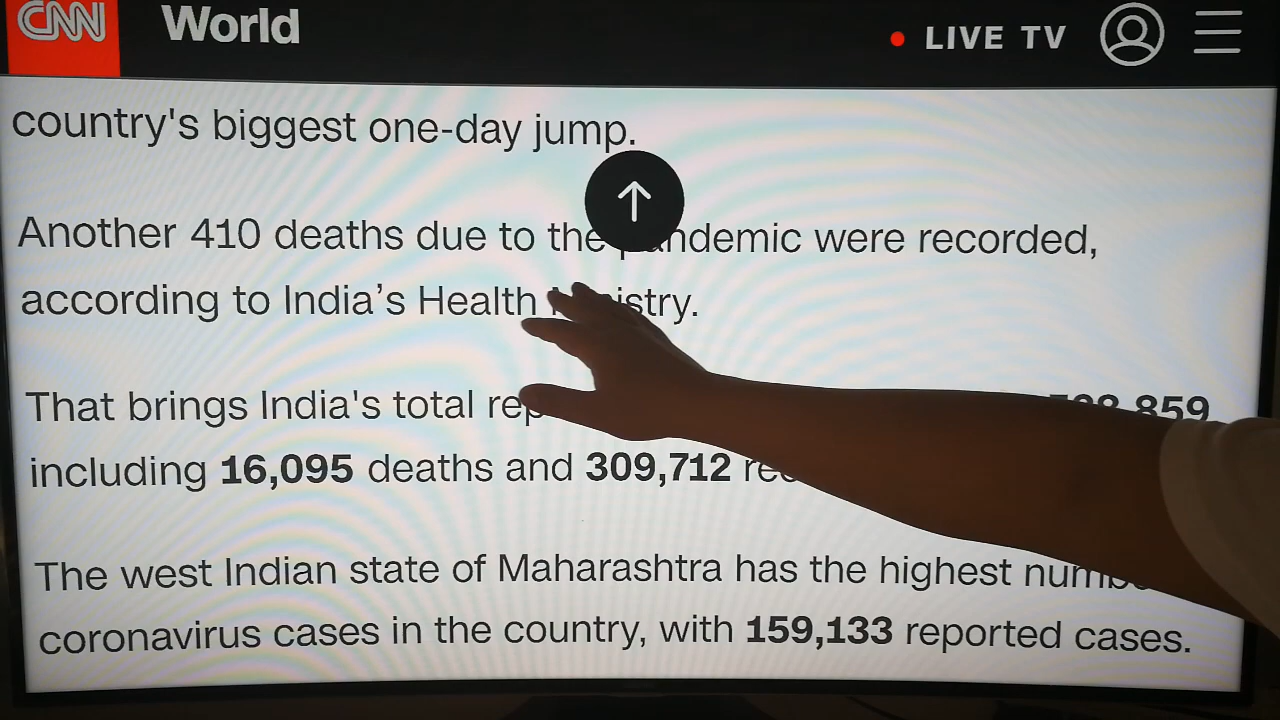 CNN World LIVE TV
country's biggest one-day jump.
Another 410 deaths due to the were recorded,
according to India’s Health
That brings India's total
including 16,095 deaths and 309,712
The west Indian state of Maharashtra has the highest
coronavirus cases in the country, with 159,133 reported cases.